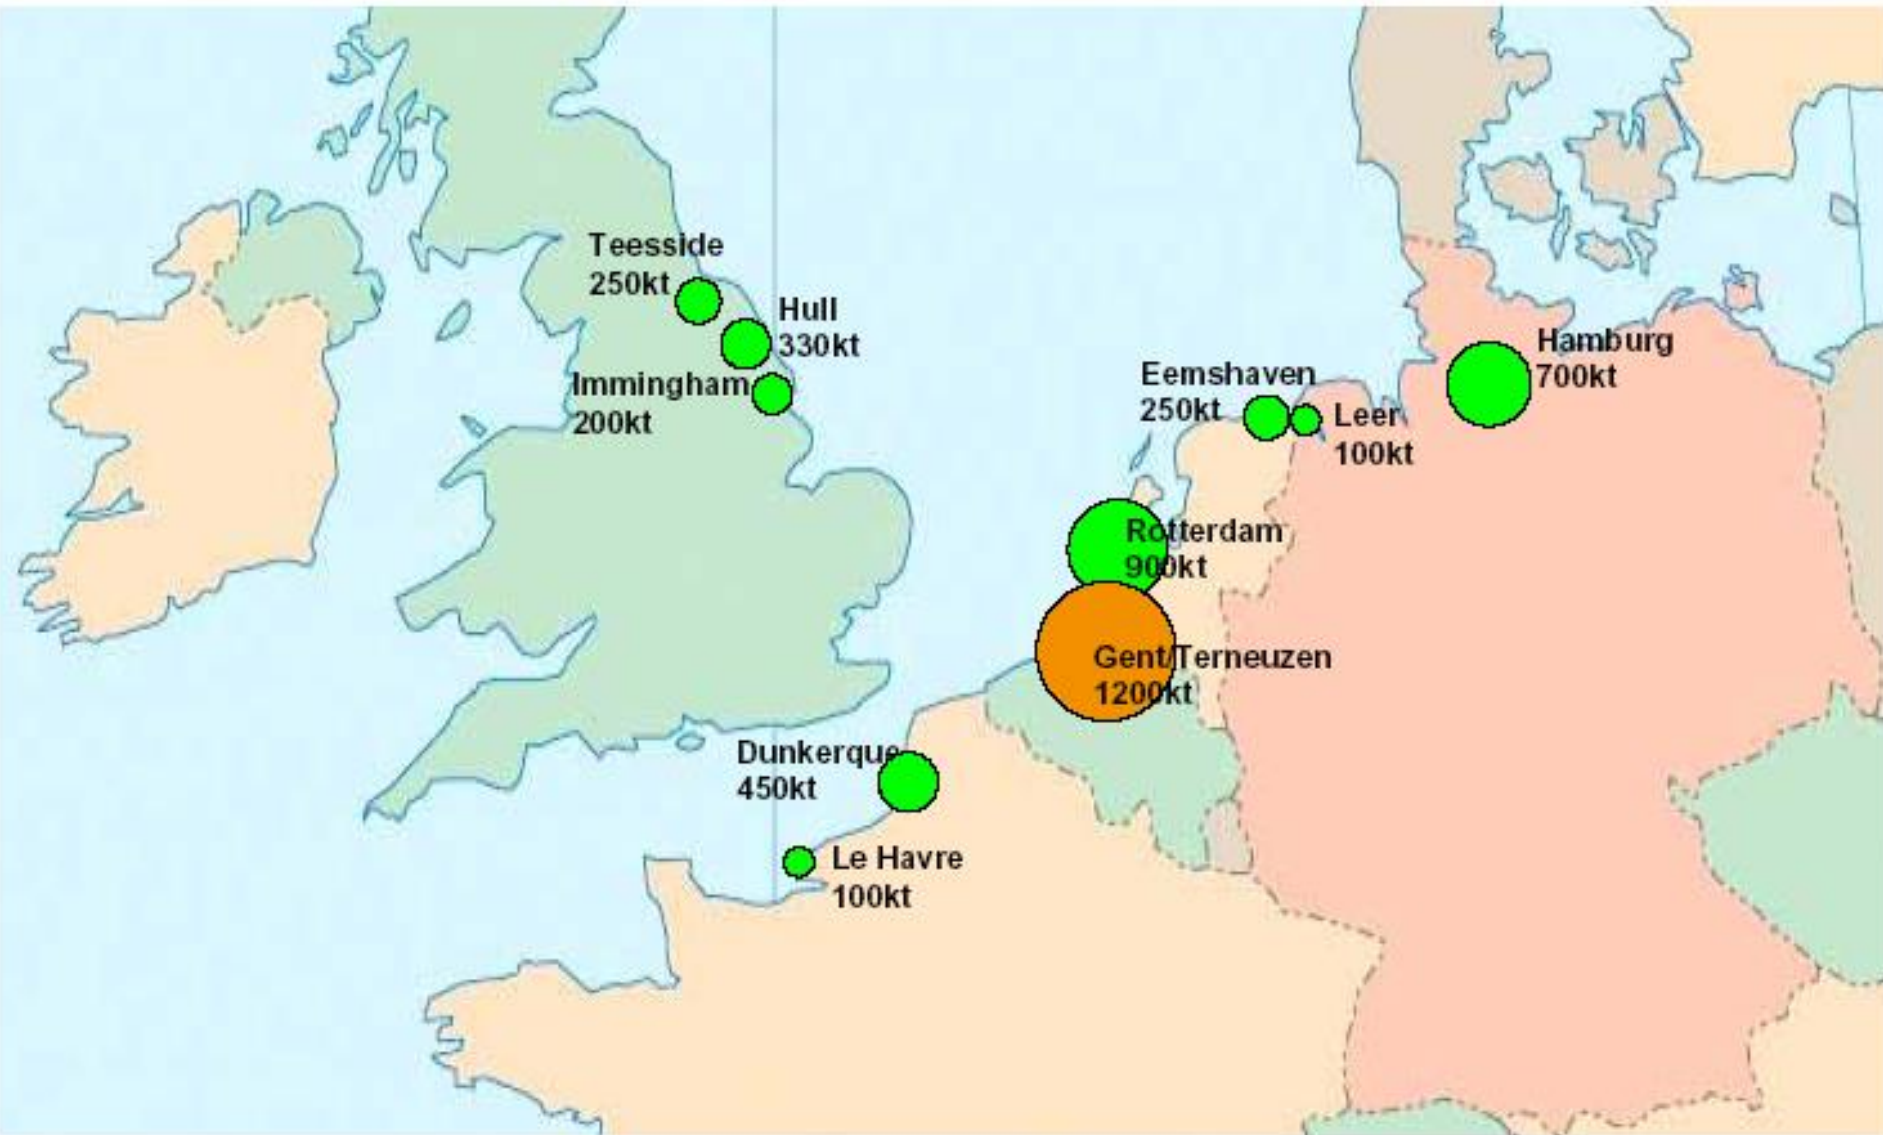 Teesside
250kt
Hull
330kt
Immingham
200kt
Eemshaven
250kt
Leer
100kt
Hamburg
700kt
Rotterdam
900kt
Gent/Terneuzen
1200kt
Dunkerque
450kt
Le Havre
100kt